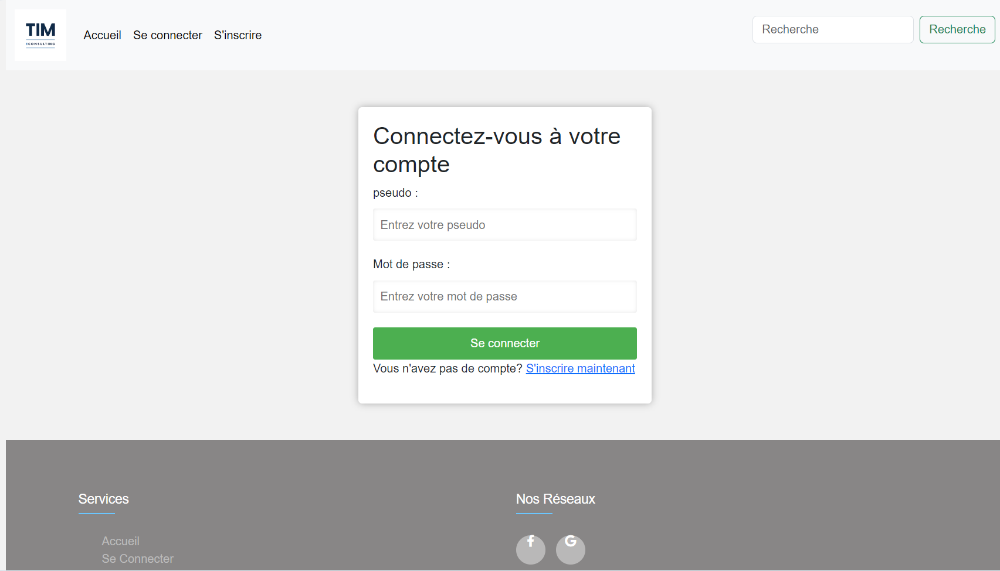 TIM
ECONSULTING
Accueil Se connecter S'inscrire
Recherche Recherche
Connectez-vous à votre
compte
pseudo :
Entrez votre pseudo
Mot de passe :
Entrez votre mot de passe
Se connecter
Vous n'avez pas de compte? S'inscrire maintenant
Services
Accueil
Se Connecter
Nos Réseaux